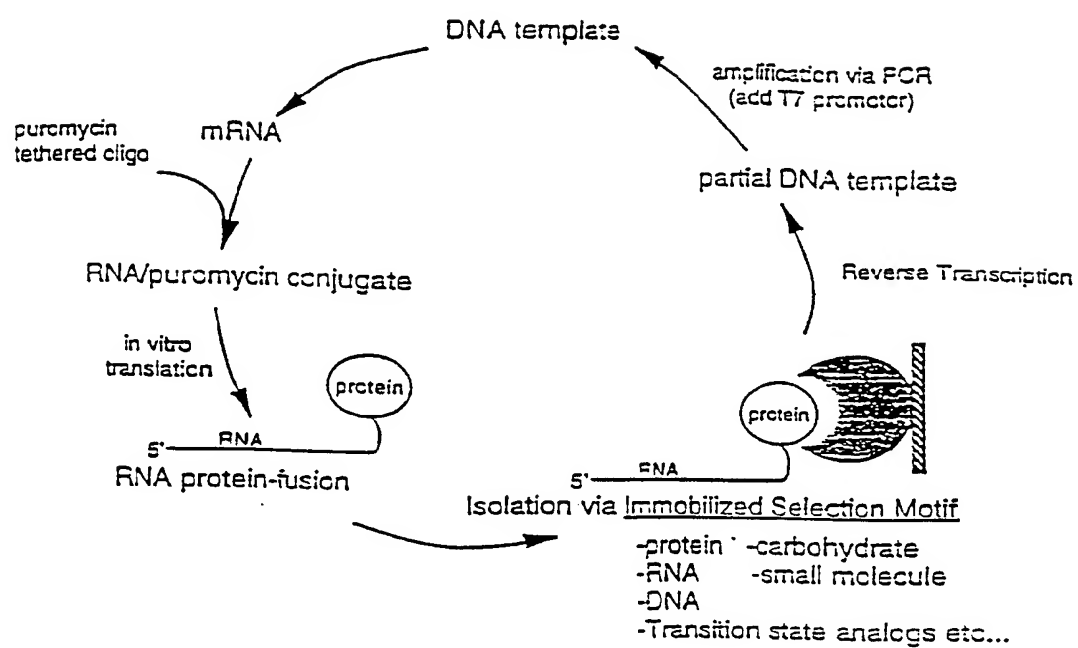 DNA template
amplification via PCR
(add T7 promoter)
puromycin
tethered oligo
mRNA
partial DNA template
RNA/puromycin conjugate
Reverse Transcription
in vitro
translation
protein
protein
5'
RNA
RNA protein-fusion
5'
RNA
Isolation via Immobilized Selection Motif
-protein -carbohydrate
-RNA -small molecule
-DNA
-Transition state analogs etc...